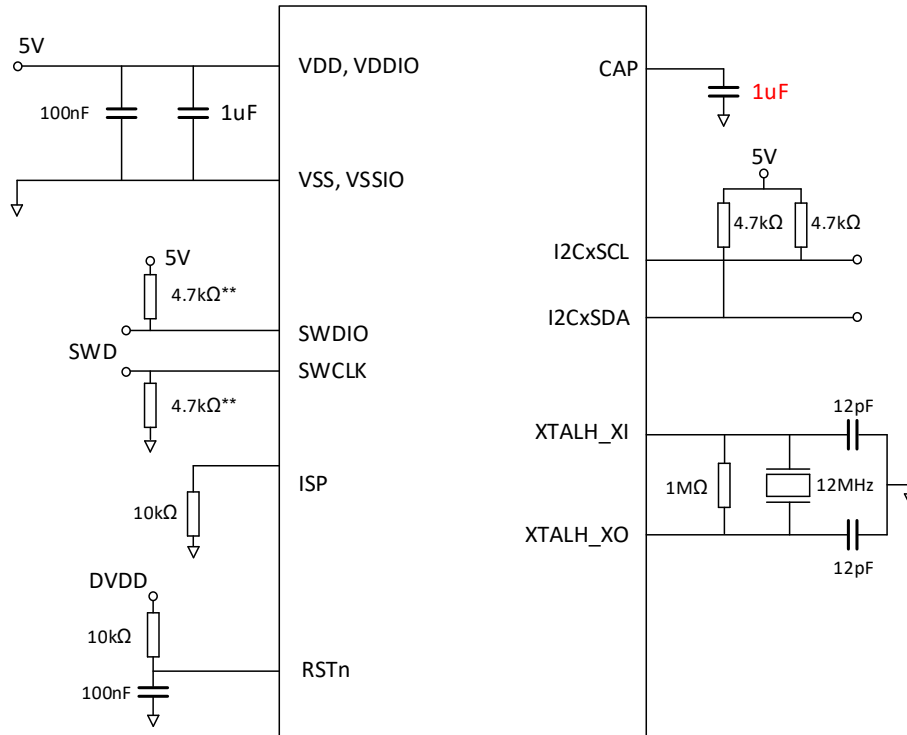 5V
VDD, VDDIO
100nF
1uF
VSS, VSSIO
5V
4.7kΩ**
SWDIO
SWD
SWCLK
4.7kΩ**
ISP
10kΩ
DVDD
10kΩ
RSTn
100nF
CAP
1uF
5V
4.7kΩ
4.7kΩ
I2CxSCL
I2CxSDA
12pF
XTALH_XI
1MΩ
12MHz
XTALH_XO
12pF